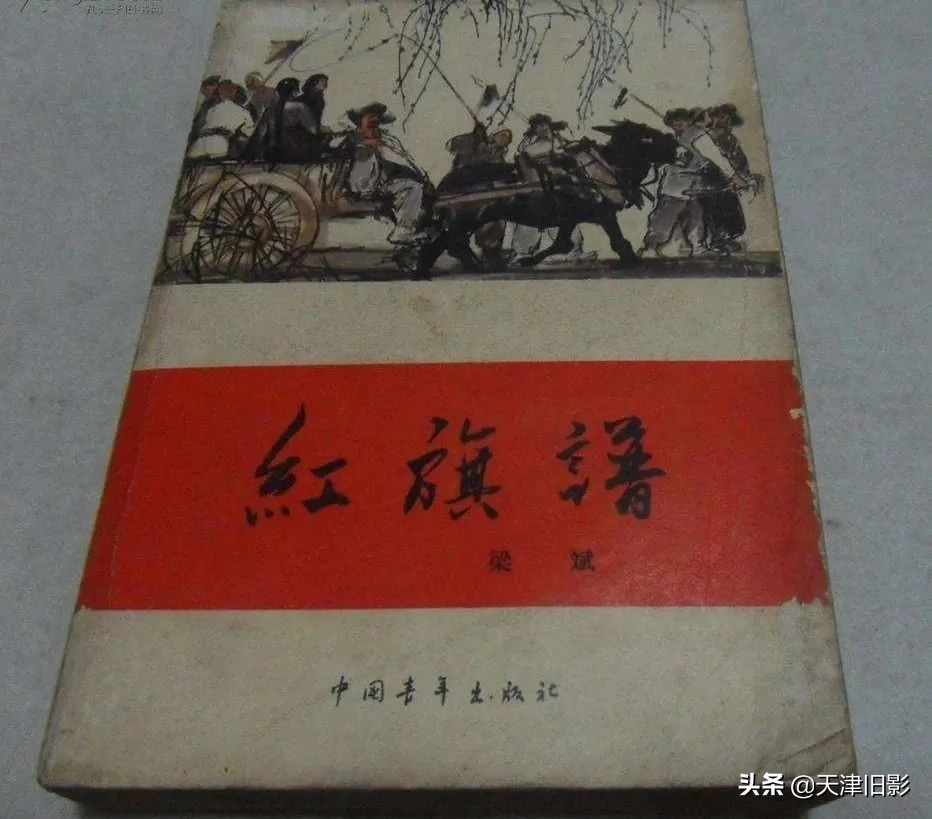 紅旗譜
梁斌
中国青年出版社
头条 @天津旧影